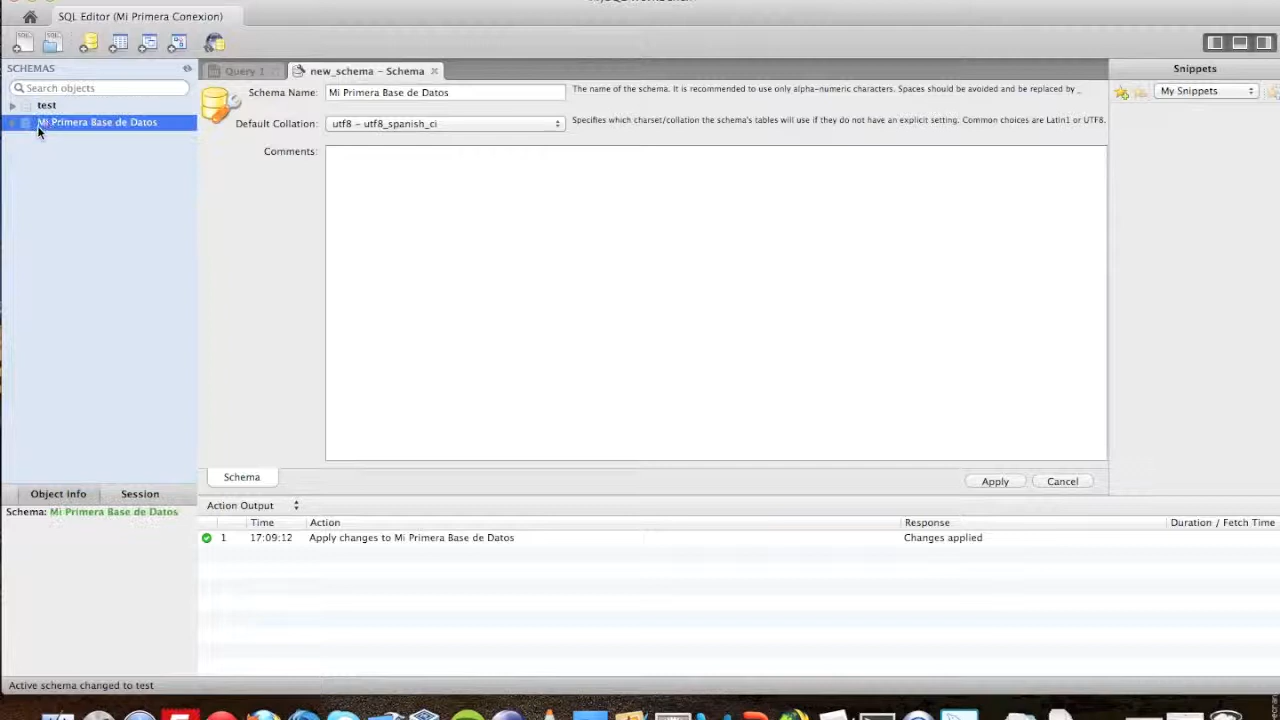 SQL Editor (Mi Primera Conexion)
SCHEMAS
Search objects
test
Mi Primera Base de Datos
Query 1
new_schema - Schema
Schema Name:
Mi Primera Base de Datos
The name of the schema. It is recommended to use only alpha-numeric characters. Spaces should be avoided and be replaced by _
Default Collation:
utf8 - utf8_spanish_ci
Specifies which charset/collation the schema's tables will use if they do not have an explicit setting. Common choices are Latin1 or UTF8.
Comments:
Snippets
My Snippets
Schema
Apply
Cancel
Object Info
Session
Schema: Mi Primera Base de Datos
Action Output
Time Action Response Duration / Fetch Time
1 17:09:12 Apply changes to Mi Primera Base de Datos Changes applied
Active schema changed to test